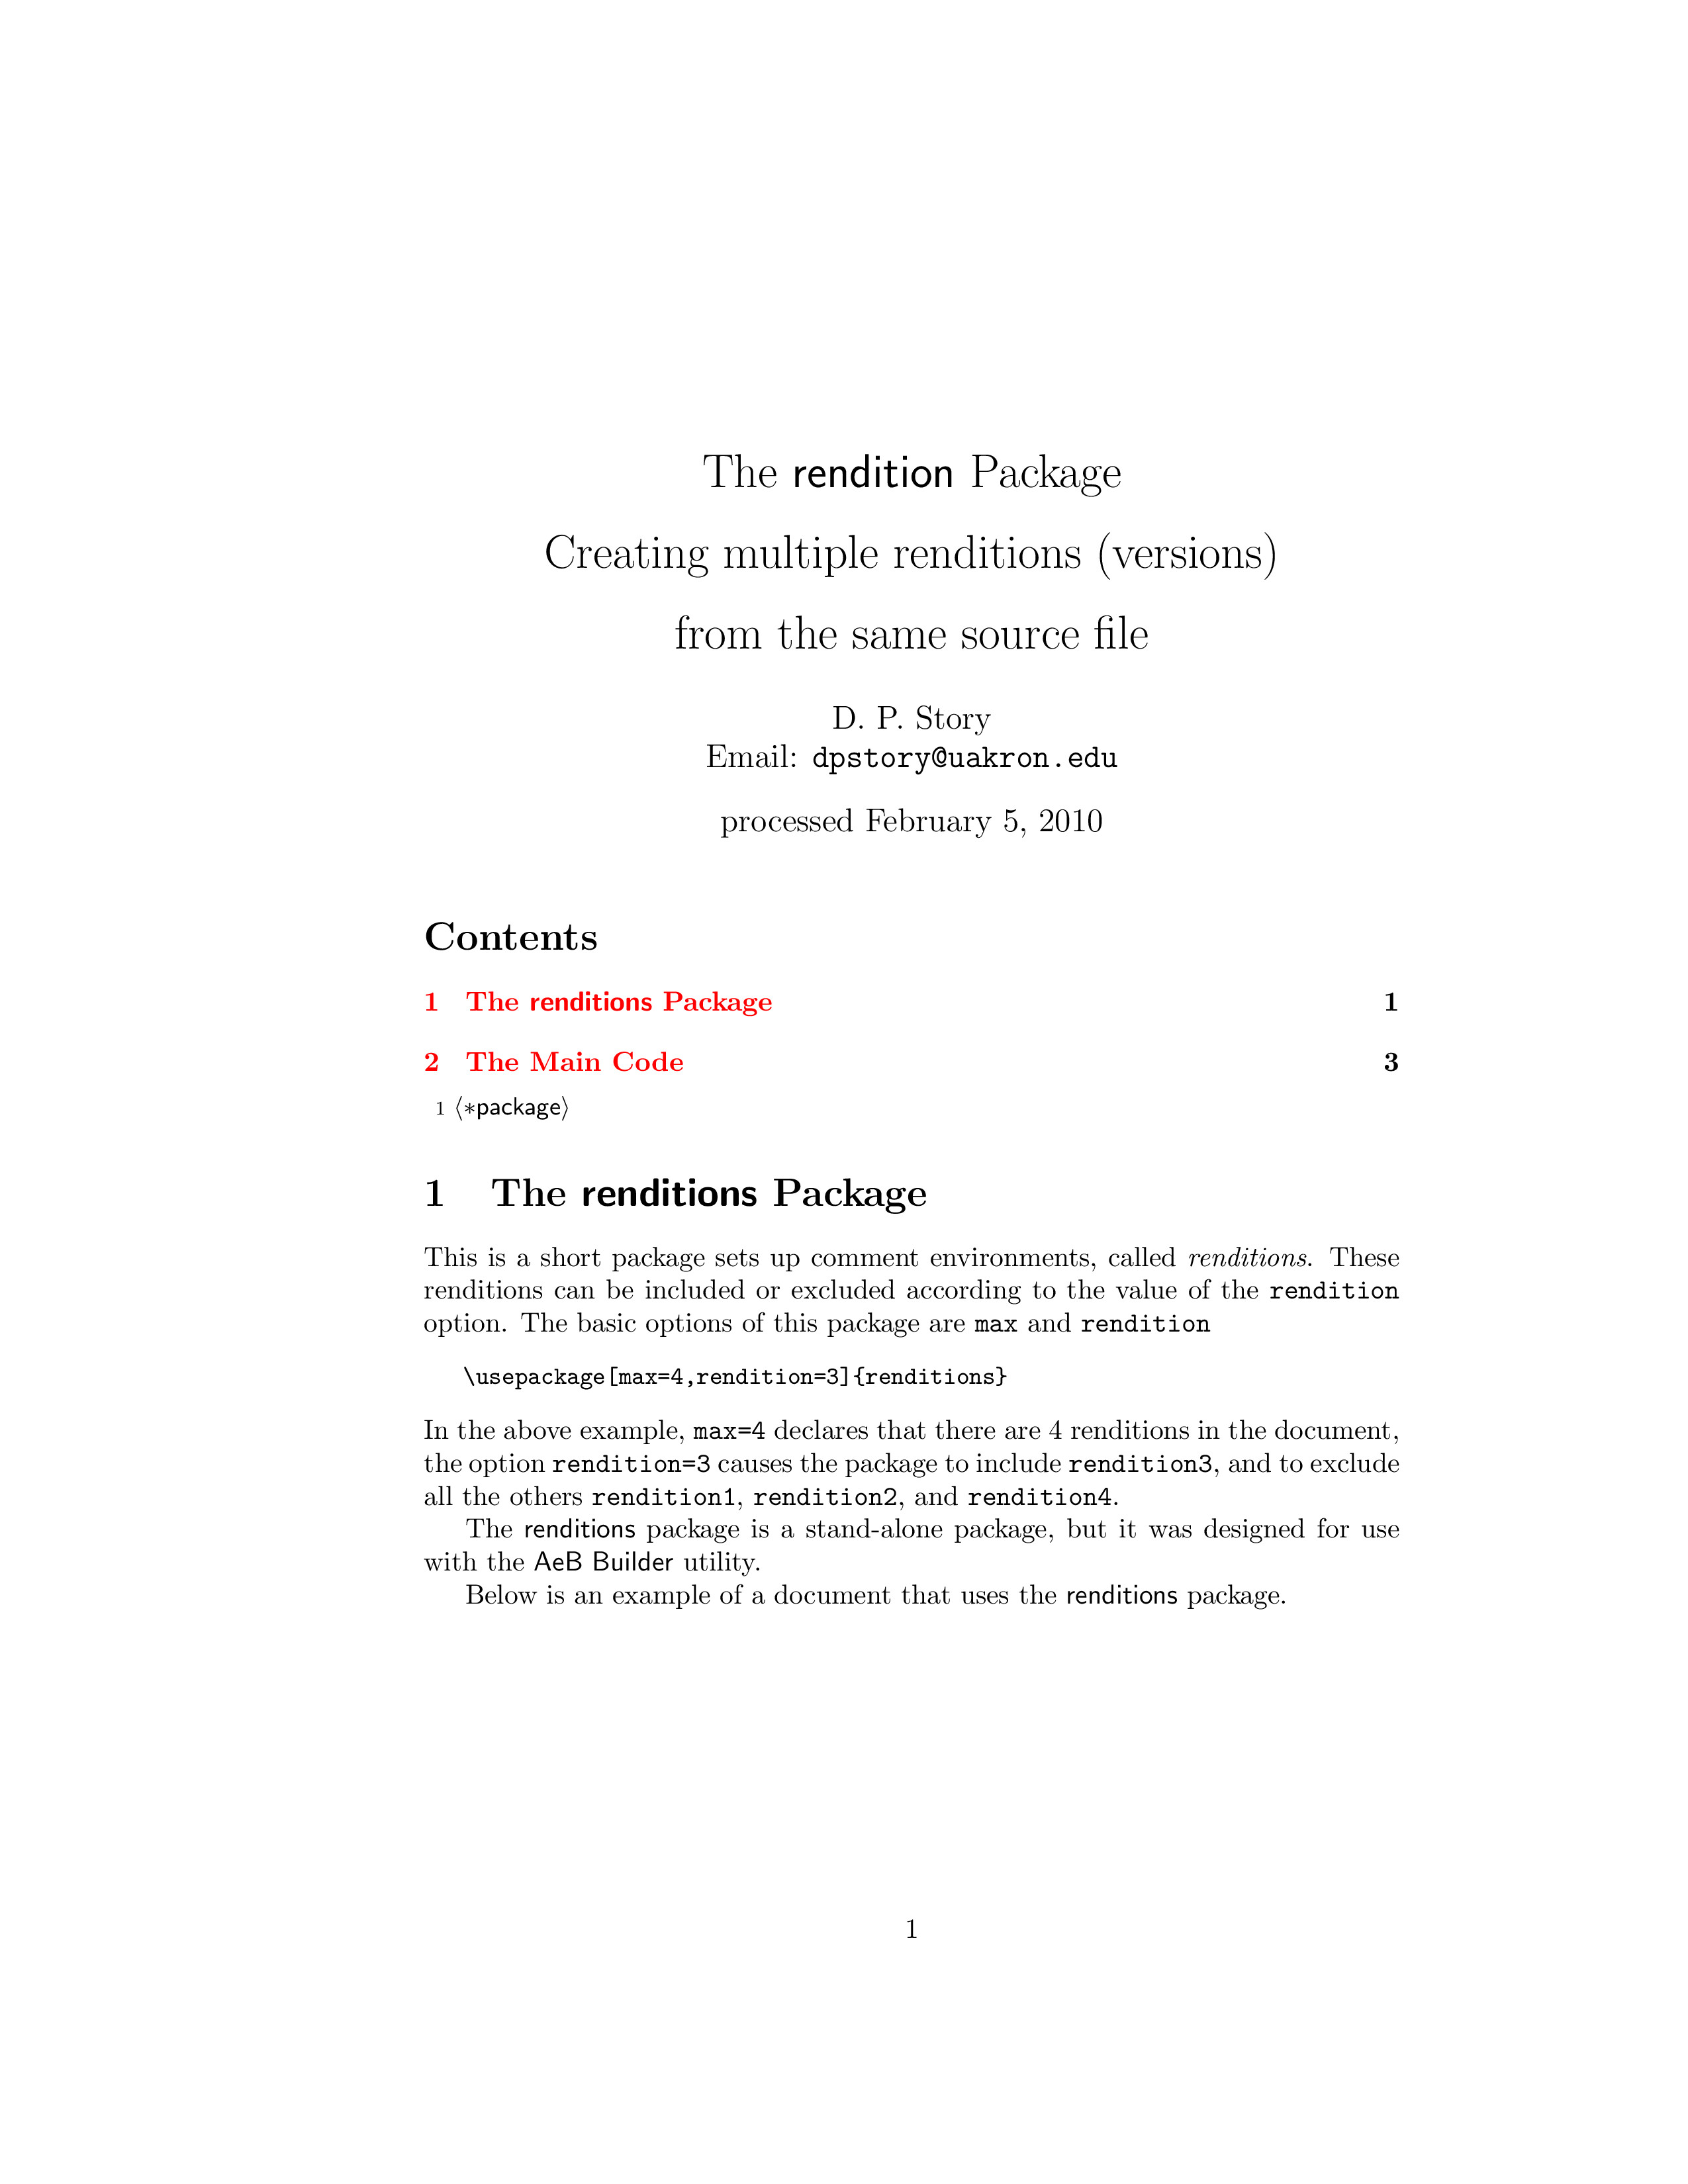 The rendition Package
Creating multiple renditions (versions)
from the same source file
D. P. Story
Email: dpstory@uakron.edu
processed February 5, 2010
Contents
1 The renditions Package 1
2 The Main Code 3
1 ⟨*package⟩
1 The renditions Package
This is a short package sets up comment environments, called renditions. These
renditions can be included or excluded according to the value of the rendition
option. The basic options of this package are max and rendition
\usepackage[max=4,rendition=3]{renditions}
In the above example, max=4 declares that there are 4 renditions in the document,
the option rendition=3 causes the package to include rendition3, and to exclude
all the others rendition1, rendition2, and rendition4.
The renditions package is a stand-alone package, but it was designed for use
with the AeB Builder utility.
Below is an example of a document that uses the renditions package.
1